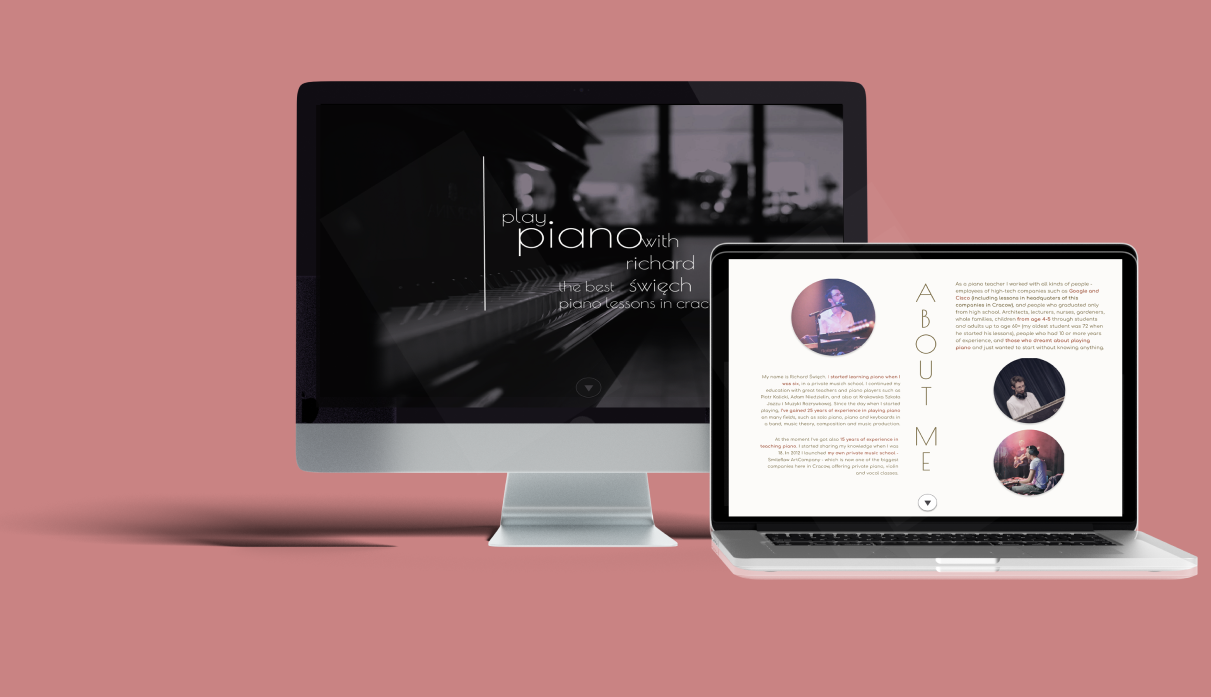 play
piano with
richard
the best święch
piano lessons in crac
My name is Richard Święch. I started learning piano when I
was six, in a private music school. I continued my
education with great teachers and piano players such as
Piotr Kałcki, Adam Niedzielin, and also at Krakowska Szkoła
Jazzu i Muzyki Rozrywkowej. Since the day when I started
playing, I've gained 25 years of experience in playing piano
on many fields, such as solo piano, piano and keyboards in
a band, music theory, composition and music production.
At the moment I've got also 15 years of experience in
teaching piano. I started sharing my knowledge when I was
18. In 2012 I launched my own private music school -
ArtCompany - which is now one of the biggest
companies here in Cracow, offering private piano, violin
and vocal classes.
A
B
O
U
T
M
E
As a piano teacher I worked with all kinds of people -
employees of high-tech companies such as Google and
Cisco (including lessons in headquaters of this
companies in Cracow), and people who graduated only
from high school. Architects, lecturers, nurses, gardeners,
whole families, children from age 4-5 through students
and adults up to age 60+ (my oldest student was 72 when
he started his lessons), people who had 10 or more years
of experience, and those who dreamt about playing
piano and just wanted to start without knowing anything.